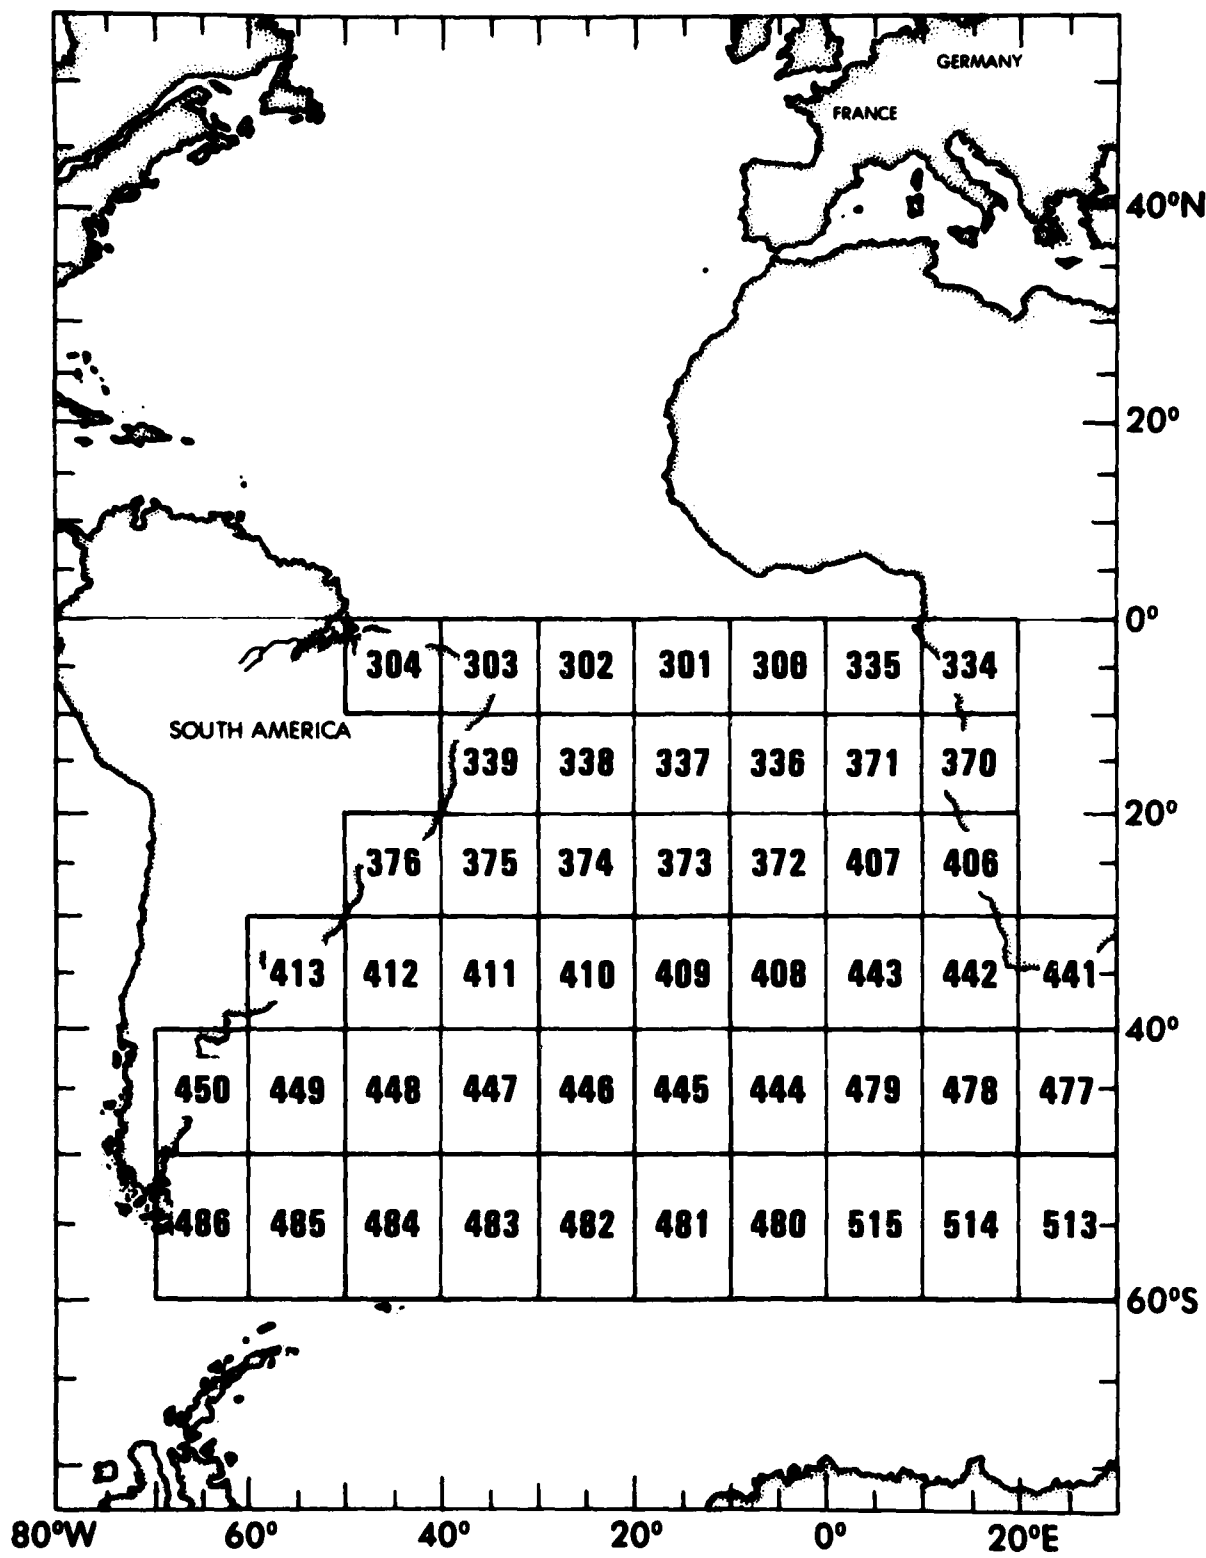 GERMANY
FRANCE
40°N
20°
0°
304 303 302 301 300 335 334
SOUTH AMERICA
339 338 337 336 371 370
20°
376 375 374 373 372 407 406
413 412 411 410 409 408 443 442 441
40°
450 449 448 447 446 445 444 479 478 477
486 485 484 483 482 481 480 515 514 513
60°S
80°W 60° 40° 20° 0° 20°E